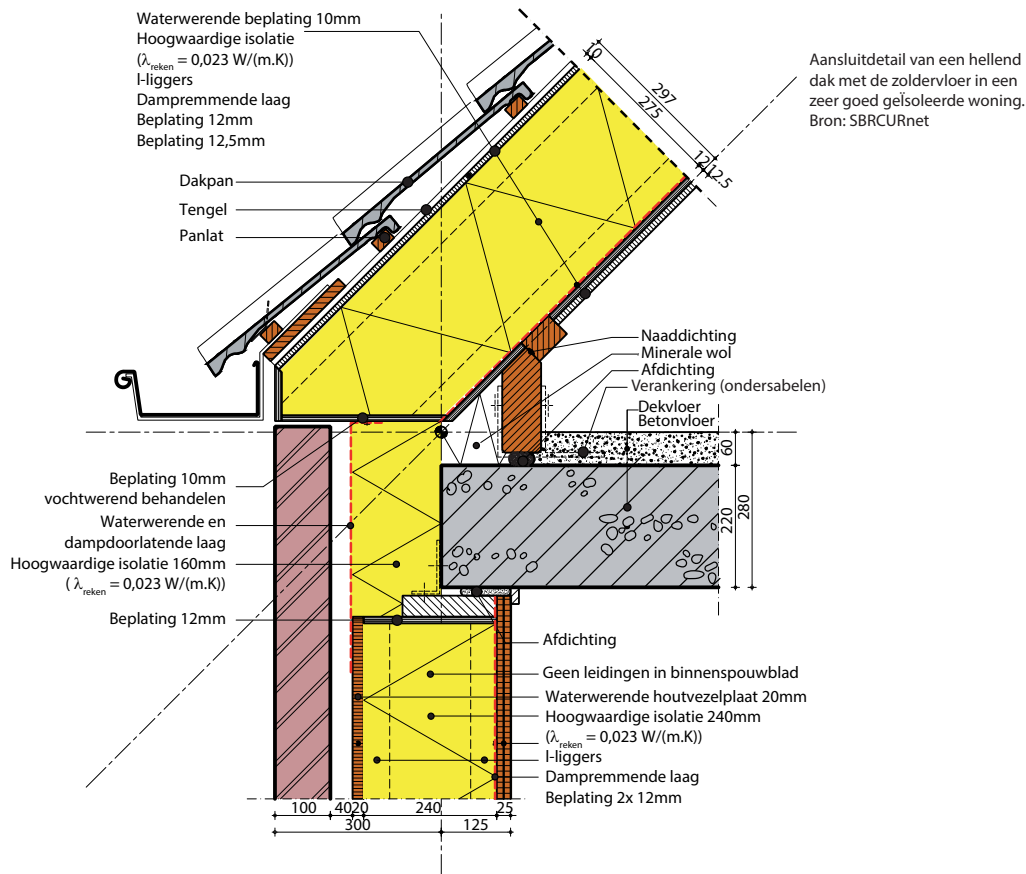 Waterwerende beplating 10mm
Hoogwaardige isolatie
(λreken = 0,023 W/(m.K))
I-liggers
Dampremmende laag
Beplating 12mm
Beplating 12,5mm
Dakpan
Tengel
Panlat
10
297
275
12
12.5
Aansluitdetail van een hellend
dak met de zoldervloer in een
zeer goed geïsoleerde woning.
Bron: SBRCURnet
Naaddichting
Minerale wol
Afdichting
Verankering (ondersabelen)
Dekvloer
Betonvloer
60
220
280
Beplating 10mm
vochtwerend behandelen
Waterwerende en
dampdoorlatende laag
Hoogwaardige isolatie 160mm
( λreken = 0,023 W/(m.K))
Beplating 12mm
Afdichting
Geen leidingen in binnenspouwblad
Waterwerende houtvezelplaat 20mm
Hoogwaardige isolatie 240mm
(λreken = 0,023 W/(m.K))
I-liggers
Dampremmende laag
Beplating 2x 12mm
100 40 20 240 25
300 125